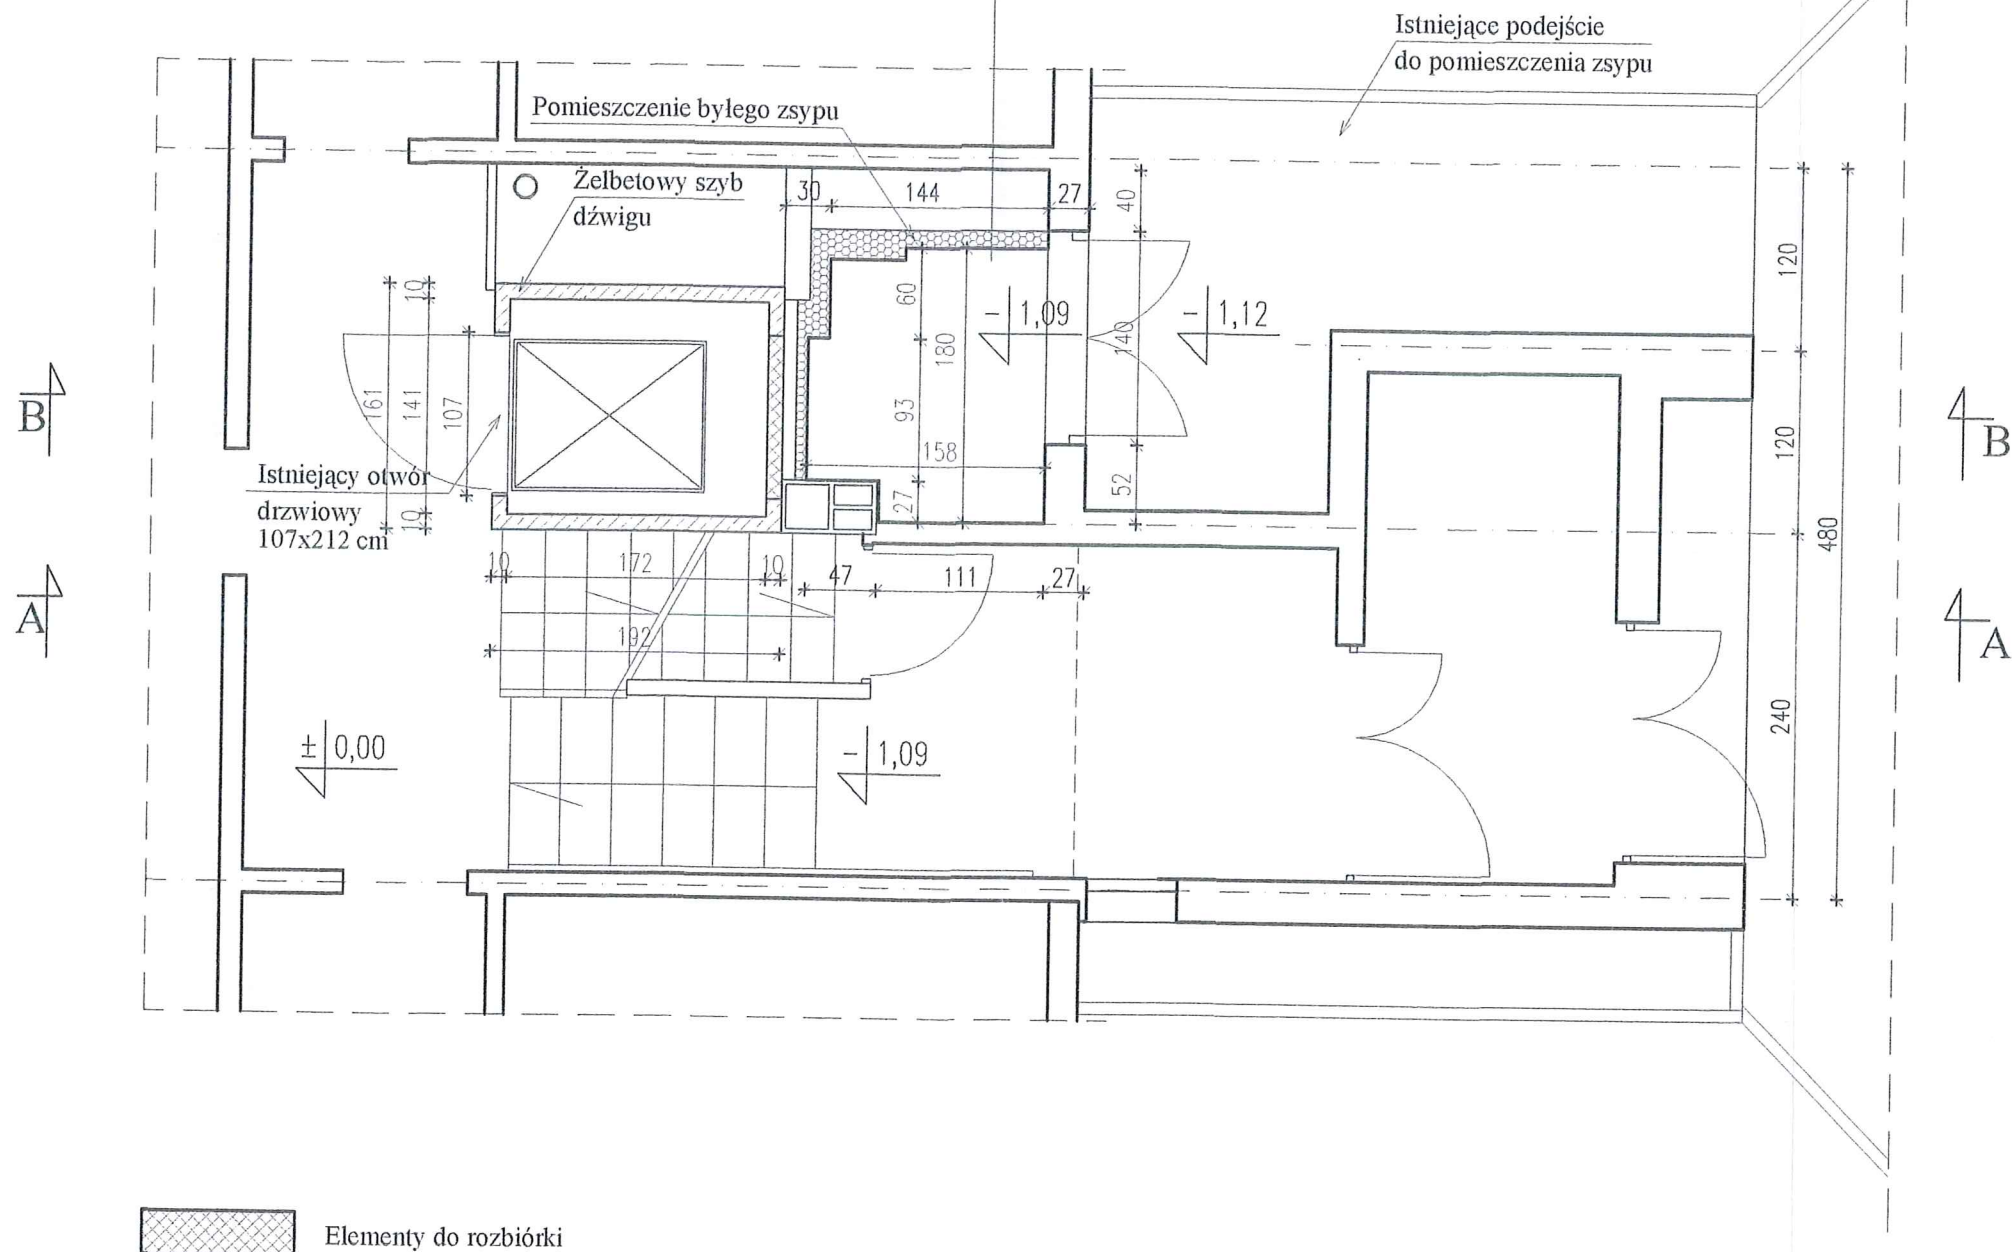 Istniejące podejście
do pomieszczenia zsypu
Pomieszczenie byłego zsypu
Żelbetowy szyb
dźwigu
30
144
27
40
120
10
60
- 1,09
- 1,12
180
140
161
141
107
93
158
52
27
10
B
B
120
480
Istniejący otwór
drzwiowy
107x212 cm
10
172
10
47
111
27
192
A
A
240
± 0,00
- 1,09
Elementy do rozbiórki